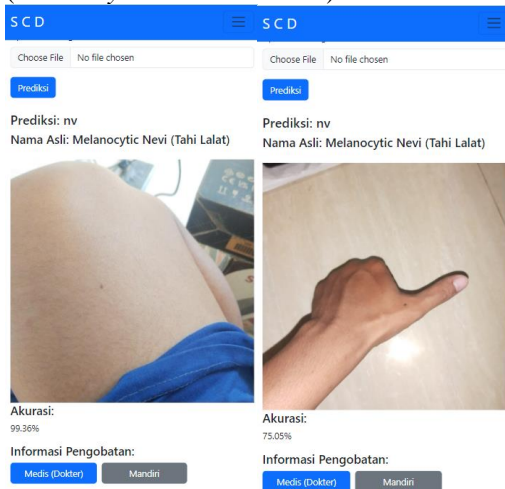 SCD
Choose File No file chosen
Prediksi
Prediksi: nv
Nama Asli: Melanocytic Nevi (Tahi Lalat)
Akurasi:
99.36%
Informasi Pengobatan:
Medis (Dokter) Mandiri
SCD
Choose File No file chosen
Prediksi
Prediksi: nv
Nama Asli: Melanocytic Nevi (Tahi Lalat)
Akurasi:
75.05%
Informasi Pengobatan:
Medis (Dokter) Mandiri